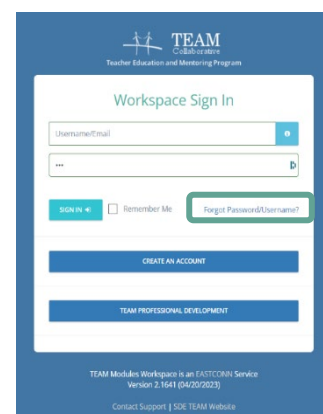 TEAM
Collaborative
Teacher Education and Mentoring Program
Workspace Sign In
Username/Email
•••
SIGN IN
Remember Me
Forgot Password/Username?
CREATE AN ACCOUNT
TEAM PROFESSIONAL DEVELOPMENT
TEAM Modules Workspace is an EASTCONN Service
Version 2.1641 (04/20/2023)
Contact Support | SDE TEAM Website